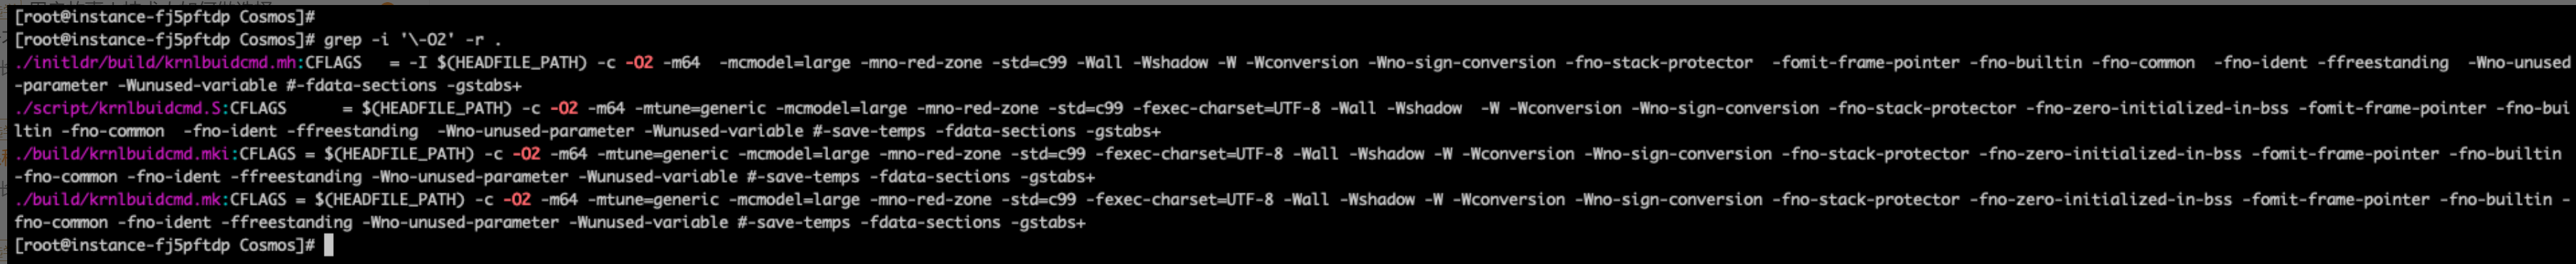 [root@instance-fj5pftdp Cosmos]#
[root@instance-fj5pftdp Cosmos]# grep -i '\-O2' -r .
./initldr/build/krnlbuidcmd.mh:CFLAGS   = -I $(HEADFILE_PATH) -c -O2 -m64  -mcmodel=large -mno-red-zone -std=c99 -Wall -Wshadow -W -Wconversion -Wno-sign-conversion -fno-stack-protector  -fomit-frame-pointer -fno-builtin -fno-common  -fno-ident -ffreestanding  -Wno-unused
-parameter -Wunused-variable #-fdata-sections -gstabs+
./script/krnlbuidcmd.S:CFLAGS      = $(HEADFILE_PATH) -c -O2 -m64 -mtune=generic -mcmodel=large -mno-red-zone -std=c99 -fexec-charset=UTF-8 -Wall -Wshadow  -W -Wconversion -Wno-sign-conversion -fno-stack-protector -fno-zero-initialized-in-bss -fomit-frame-pointer -fno-bui
ltin -fno-common  -fno-ident -ffreestanding  -Wno-unused-parameter -Wunused-variable #-save-temps -fdata-sections -gstabs+
./build/krnlbuidcmd.mki:CFLAGS = $(HEADFILE_PATH) -c -O2 -m64 -mtune=generic -mcmodel=large -mno-red-zone -std=c99 -fexec-charset=UTF-8 -Wall -Wshadow -W -Wconversion -Wno-sign-conversion -fno-stack-protector -fno-zero-initialized-in-bss -fomit-frame-pointer -fno-builtin
-fno-common -fno-ident -ffreestanding -Wno-unused-parameter -Wunused-variable #-save-temps -fdata-sections -gstabs+
./build/krnlbuidcmd.mk:CFLAGS = $(HEADFILE_PATH) -c -O2 -m64 -mtune=generic -mcmodel=large -mno-red-zone -std=c99 -fexec-charset=UTF-8 -Wall -Wshadow -W -Wconversion -Wno-sign-conversion -fno-stack-protector -fno-zero-initialized-in-bss -fomit-frame-pointer -fno-builtin -
fno-common -fno-ident -ffreestanding -Wno-unused-parameter -Wunused-variable #-save-temps -fdata-sections -gstabs+
[root@instance-fj5pftdp Cosmos]#